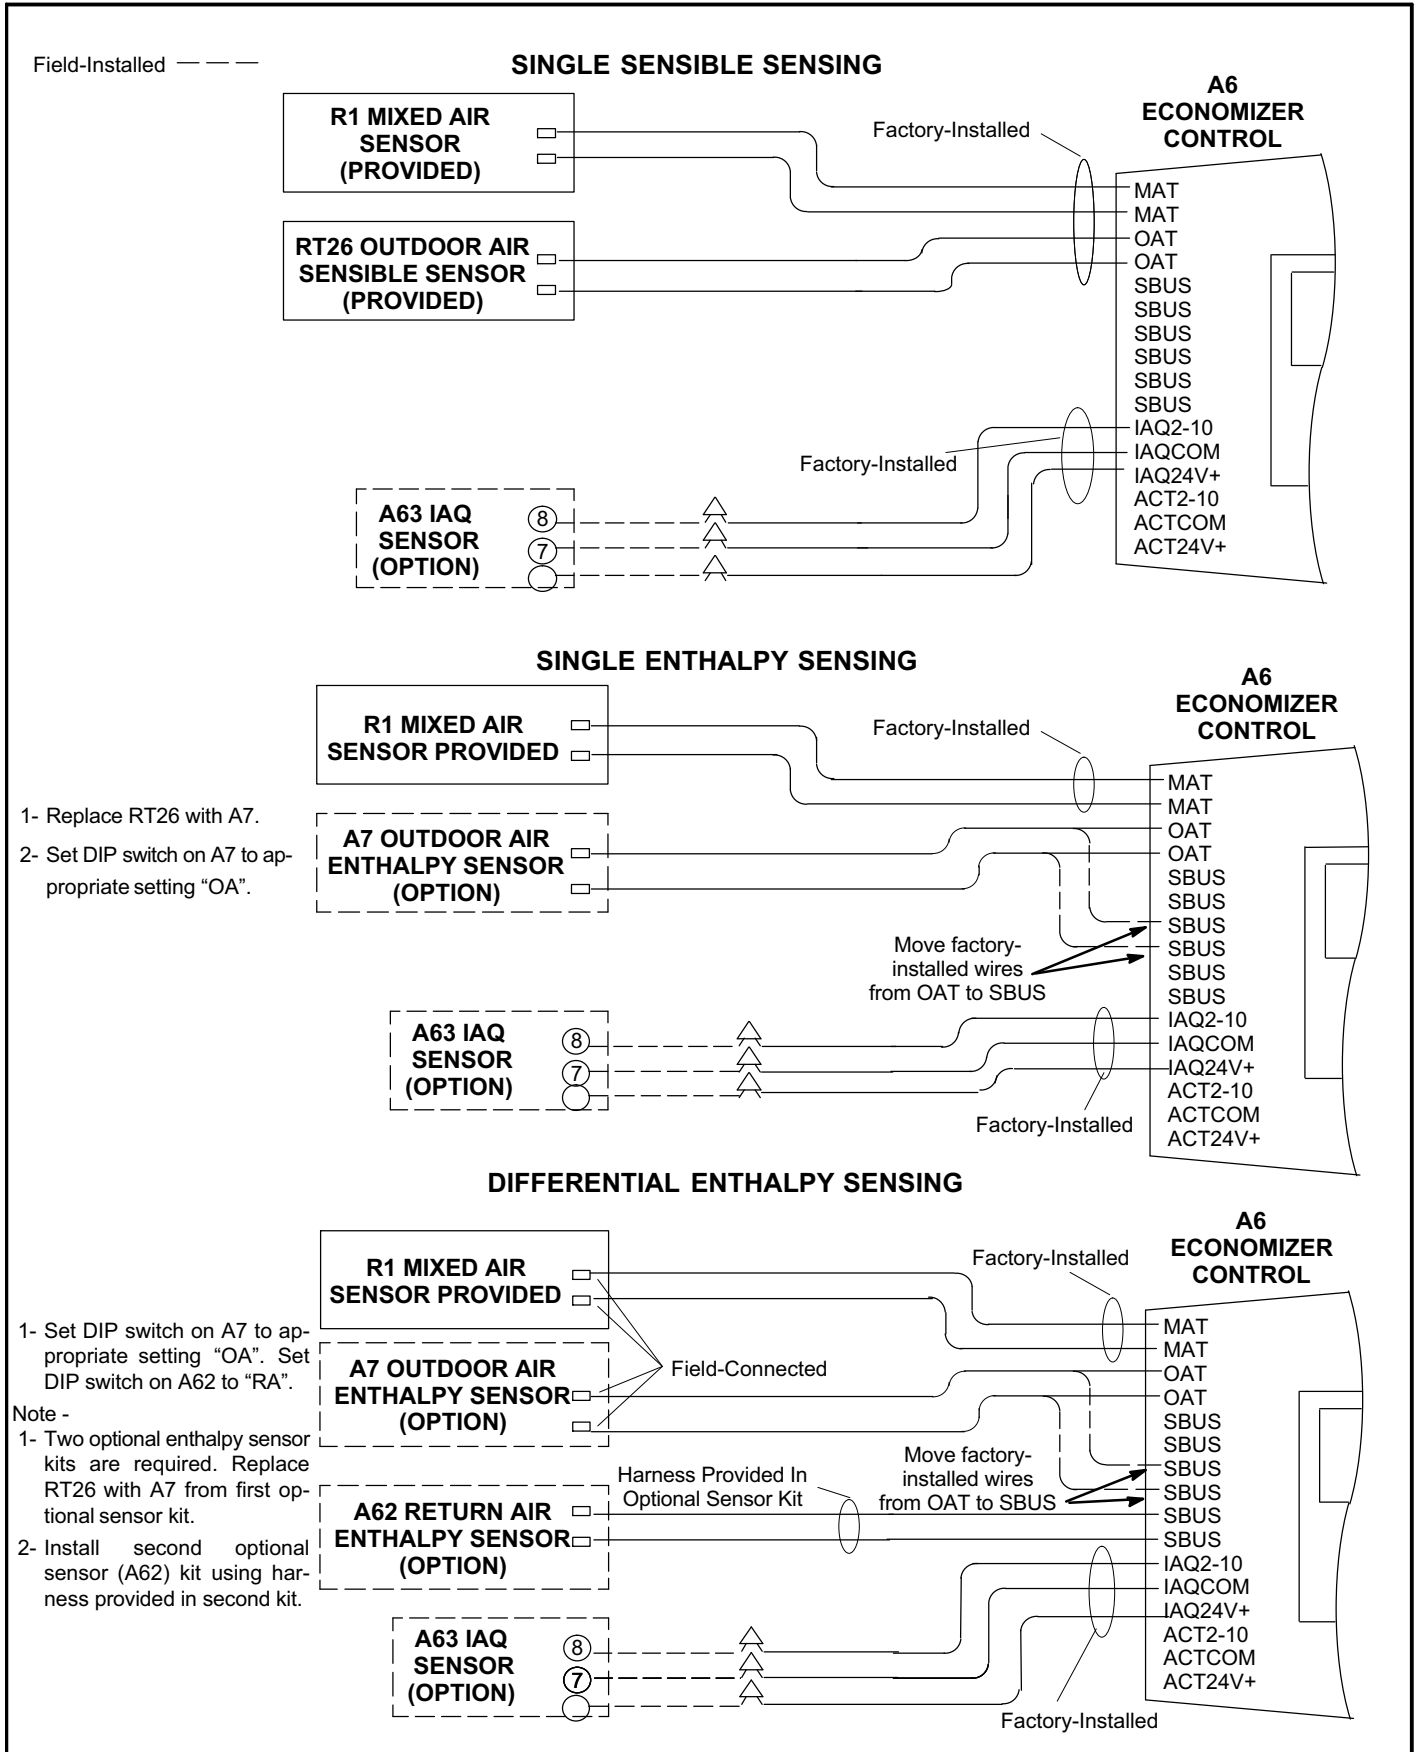 Field-Installed
SINGLE SENSIBLE SENSING
R1 MIXED AIR
SENSOR
(PROVIDED)
Factory-Installed
A6
ECONOMIZER
CONTROL
RT26 OUTDOOR AIR
SENSIBLE SENSOR
(PROVIDED)
MAT
MAT
OAT
OAT
SBUS
SBUS
SBUS
SBUS
SBUS
SBUS
IAQ2-10
IAQCOM
IAQ24V+
ACT2-10
ACTCOM
ACT24V+
Factory-Installed
A63 IAQ
SENSOR
(OPTION)
8
7
SINGLE ENTHALPY SENSING
R1 MIXED AIR
SENSOR PROVIDED
Factory-Installed
A6
ECONOMIZER
CONTROL
1- Replace RT26 with A7.
2- Set DIP switch on A7 to ap-
propriate setting “OA”.
A7 OUTDOOR AIR
ENTHALPY SENSOR
(OPTION)
MAT
MAT
OAT
OAT
SBUS
SBUS
SBUS
SBUS
SBUS
SBUS
IAQ2-10
IAQCOM
IAQ24V+
ACT2-10
ACTCOM
ACT24V+
Move factory-
installed wires
from OAT to SBUS
A63 IAQ
SENSOR
(OPTION)
8
7
Factory-Installed
DIFFERENTIAL ENTHALPY SENSING
R1 MIXED AIR
SENSOR PROVIDED
Factory-Installed
A6
ECONOMIZER
CONTROL
1- Set DIP switch on A7 to ap-
propriate setting “OA”. Set
DIP switch on A62 to “RA”.
Note -
1- Two optional enthalpy sensor
kits are required. Replace
RT26 with A7 from first op-
tional sensor kit.
2- Install second optional
sensor (A62) kit using har-
ness provided in second kit.
A7 OUTDOOR AIR
ENTHALPY SENSOR
(OPTION)
Field-Connected
MAT
MAT
OAT
OAT
SBUS
SBUS
SBUS
SBUS
SBUS
SBUS
IAQ2-10
IAQCOM
IAQ24V+
ACT2-10
ACTCOM
ACT24V+
Move factory-
installed wires
from OAT to SBUS
Harness Provided In
Optional Sensor Kit
A62 RETURN AIR
ENTHALPY SENSOR
(OPTION)
A63 IAQ
SENSOR
(OPTION)
8
7
Factory-Installed